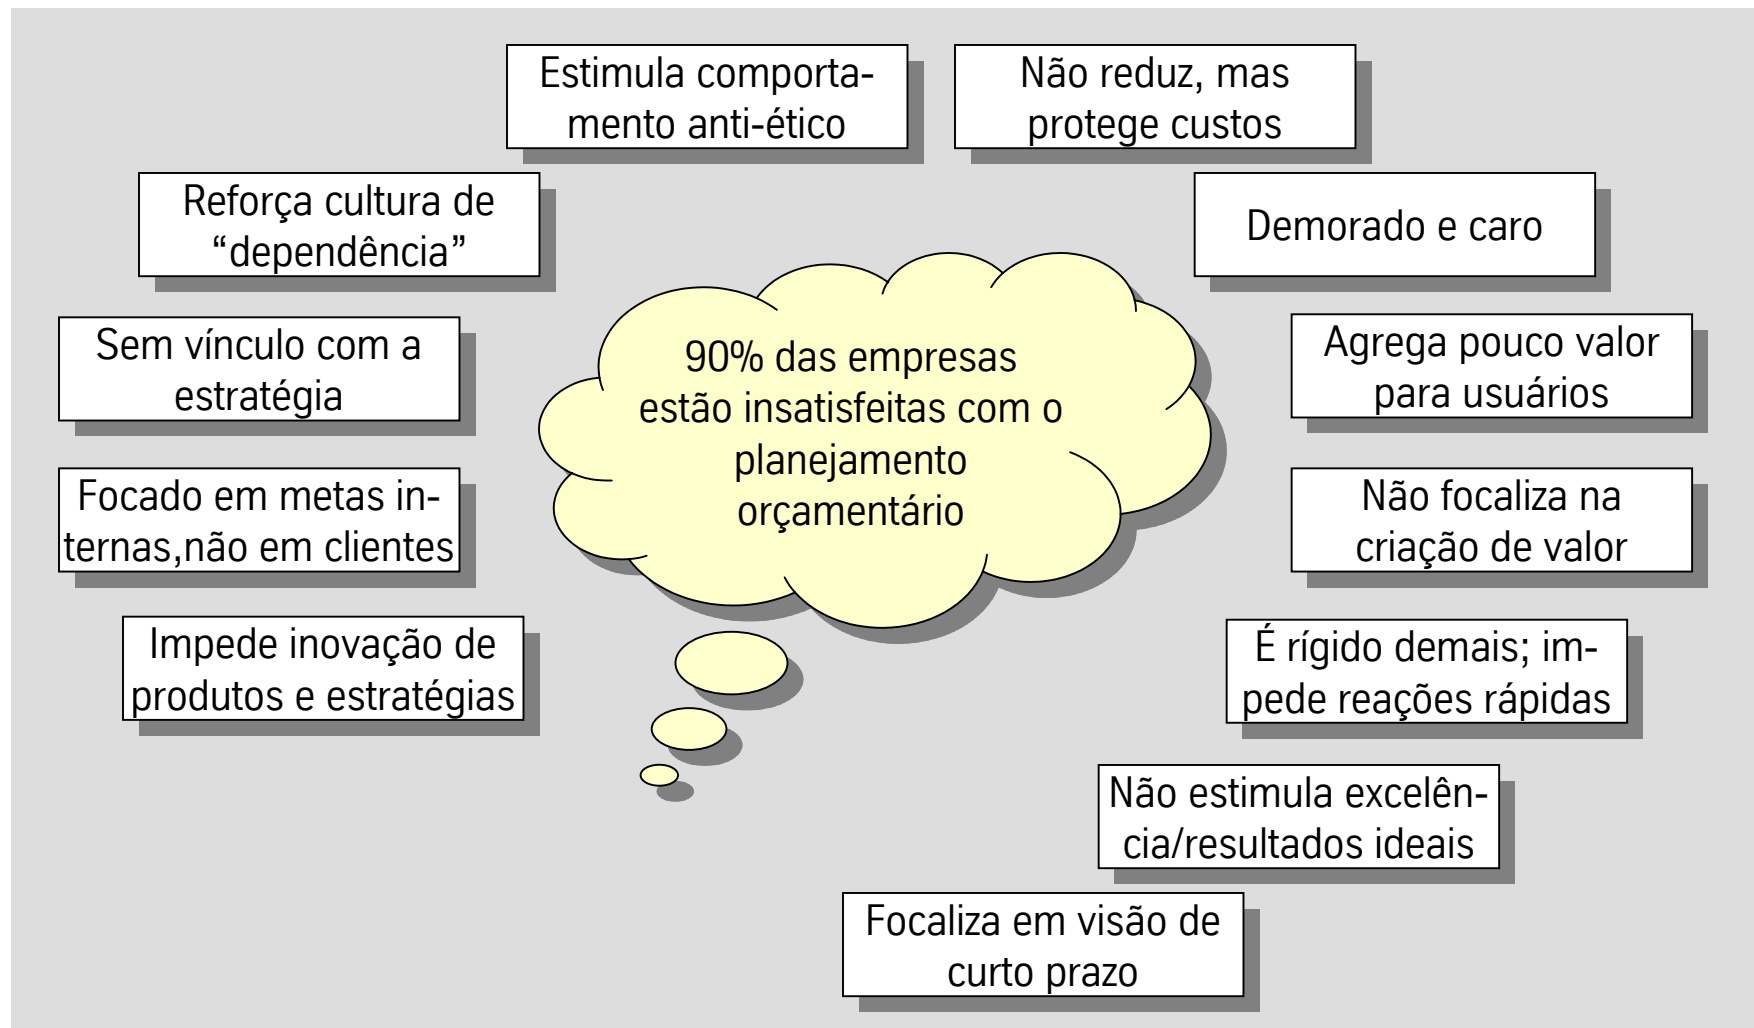 Estimula comporta-
mento anti-ético
Não reduz, mas
protege custos
Reforça cultura de
“dependência”
Demorado e caro
Sem vínculo com a
estratégia
90% das empresas
estão insatisfeitas com o
planejamento
orçamentário
Agrega pouco valor
para usuários
Focado em metas in-
ternas,não em clientes
Não focaliza na
criação de valor
Impede inovação de
produtos e estratégias
É rígido demais; im-
pede reações rápidas
Não estimula excelên-
cia/resultados ideais
Focaliza em visão de
curto prazo